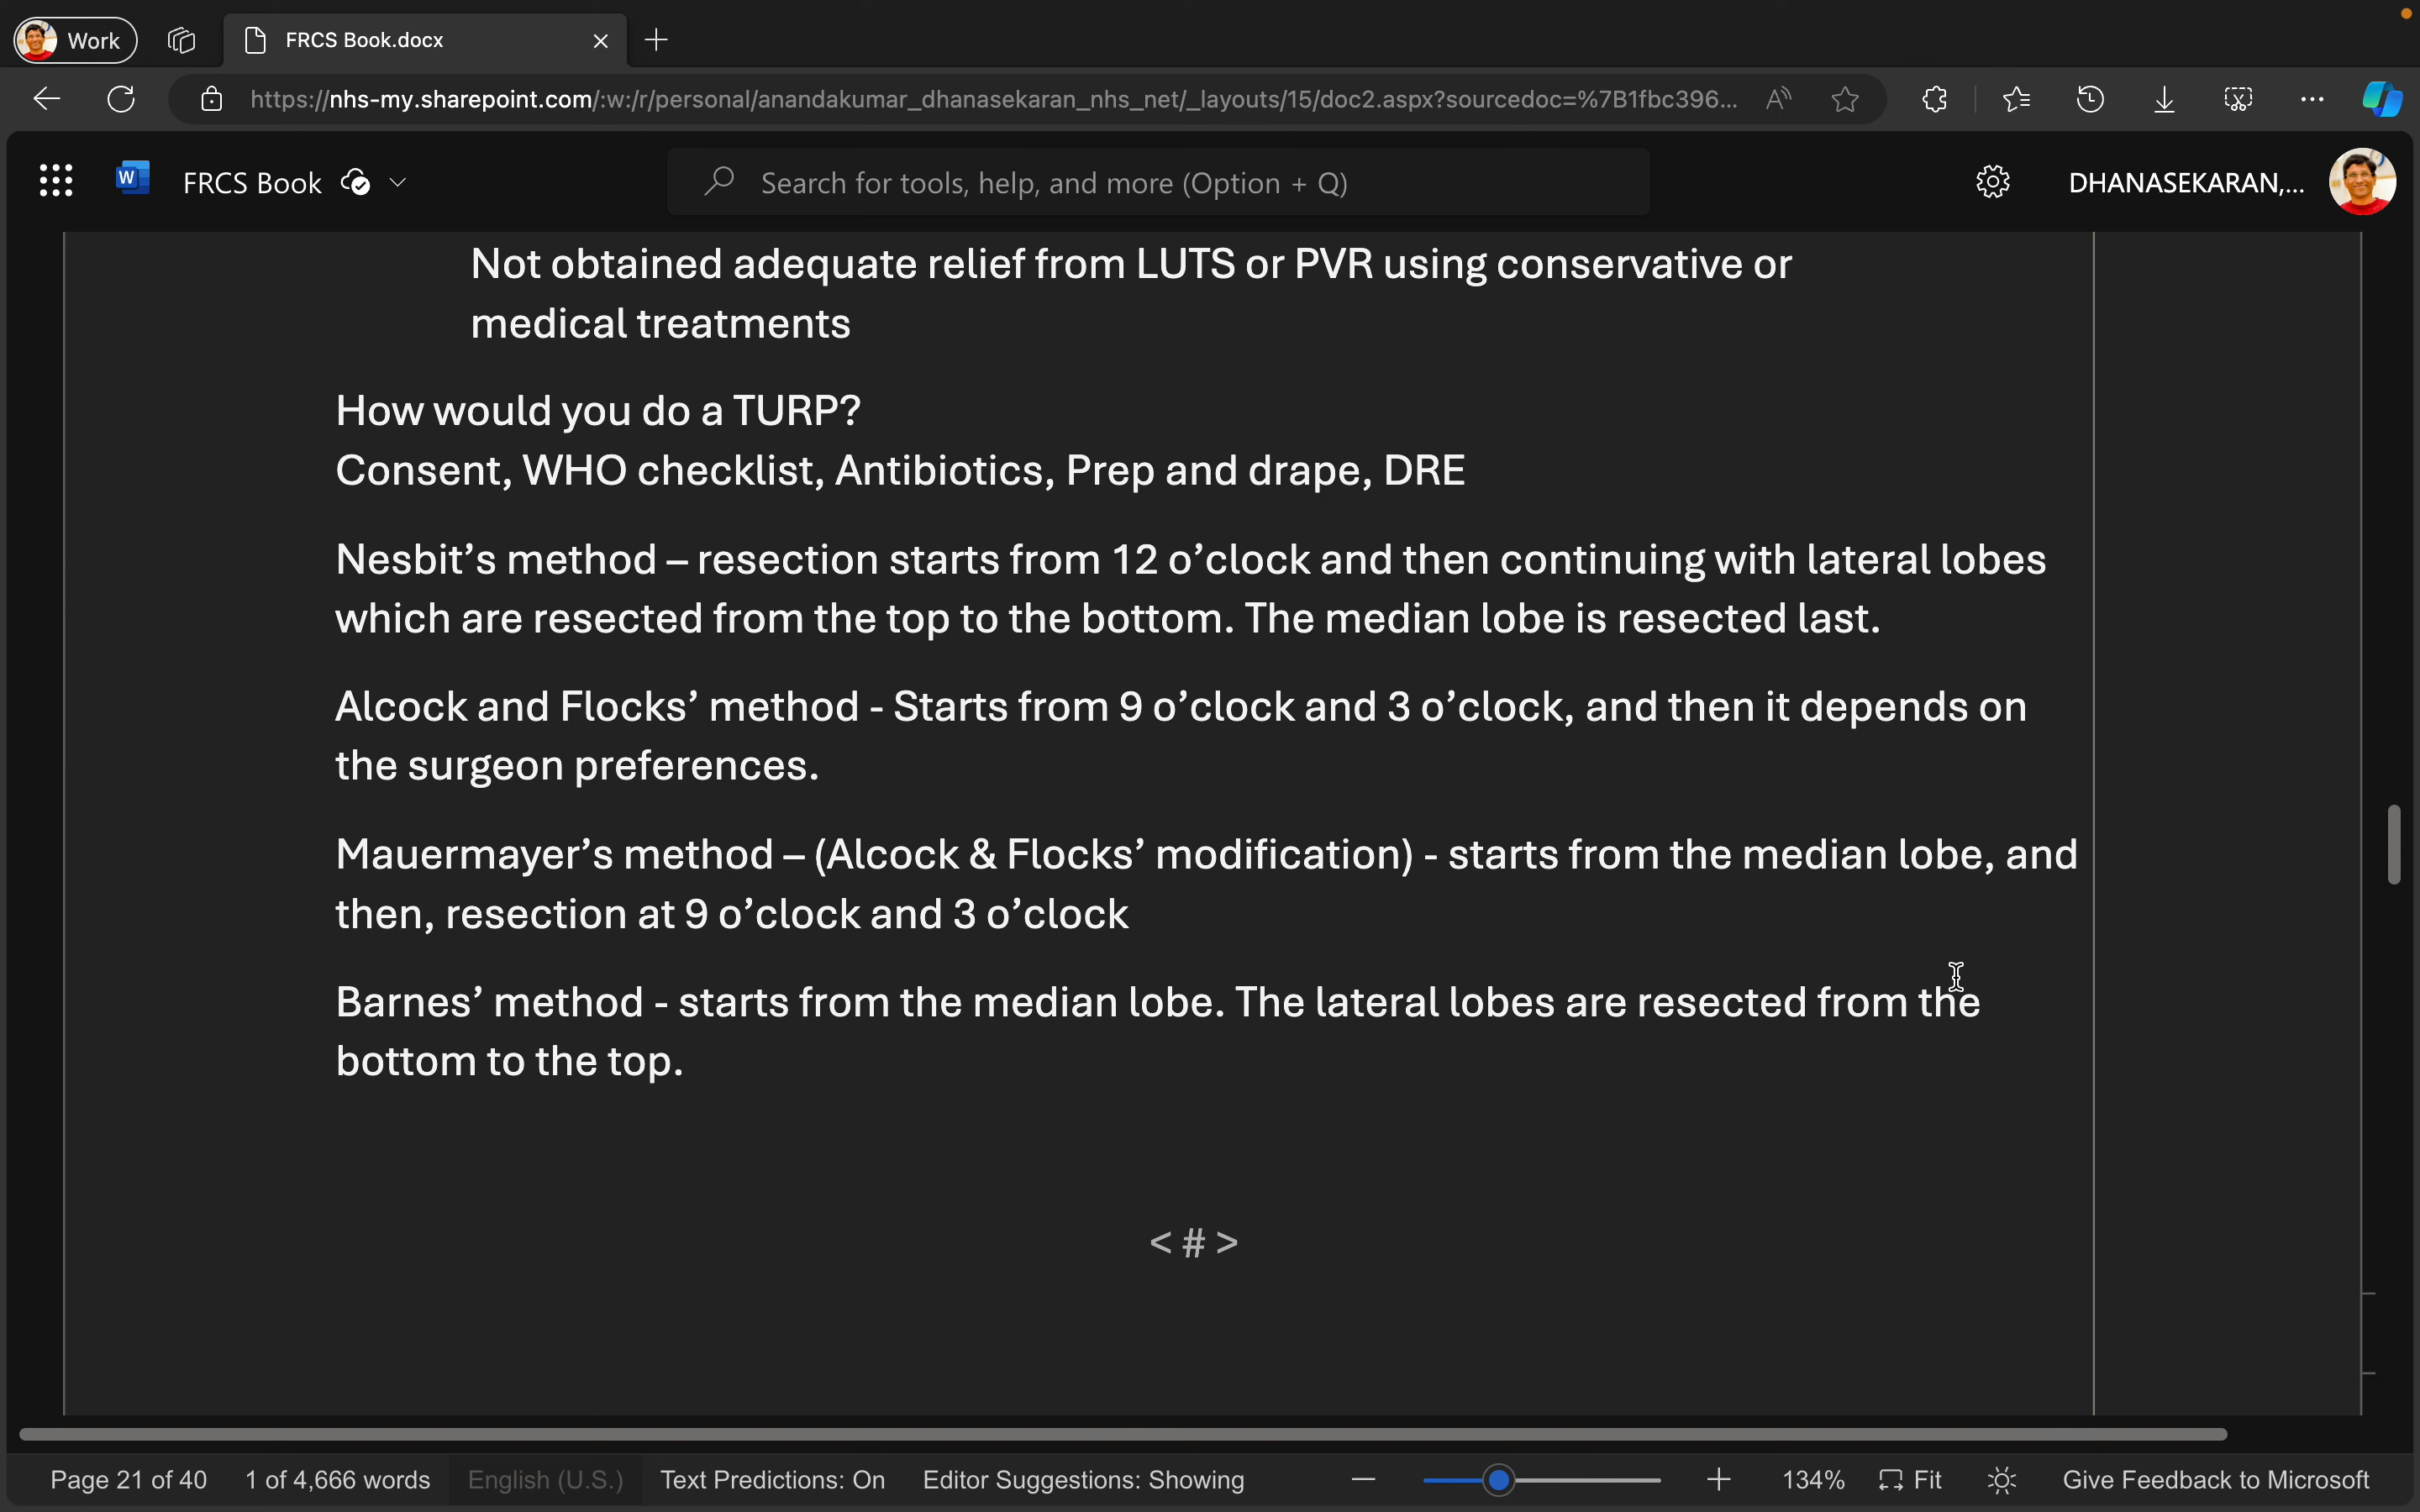 Work
FRCS Book.docx
https://nhs-my.sharepoint.com/:w:/r/personal/anandakumar_dhanasekaran_nhs_net/_layouts/15/doc2.aspx?sourcedoc=%7B1fbc396...
FRCS Book
Search for tools, help, and more (Option + Q)
DHANASEKARAN,...
Not obtained adequate relief from LUTS or PVR using conservative or
medical treatments
How would you do a TURP?
Consent, WHO checklist, Antibiotics, Prep and drape, DRE
Nesbit’s method – resection starts from 12 o’clock and then continuing with lateral lobes
which are resected from the top to the bottom. The median lobe is resected last.
Alcock and Flocks’ method - Starts from 9 o’clock and 3 o’clock, and then it depends on
the surgeon preferences.
Mauermayer’s method – (Alcock & Flocks’ modification) - starts from the median lobe, and
then, resection at 9 o’clock and 3 o’clock
Barnes’ method - starts from the median lobe. The lateral lobes are resected from the
bottom to the top.
< # >
Page 21 of 40 1 of 4,666 words English (U.S.) Text Predictions: On Editor Suggestions: Showing 134% Fit Give Feedback to Microsoft